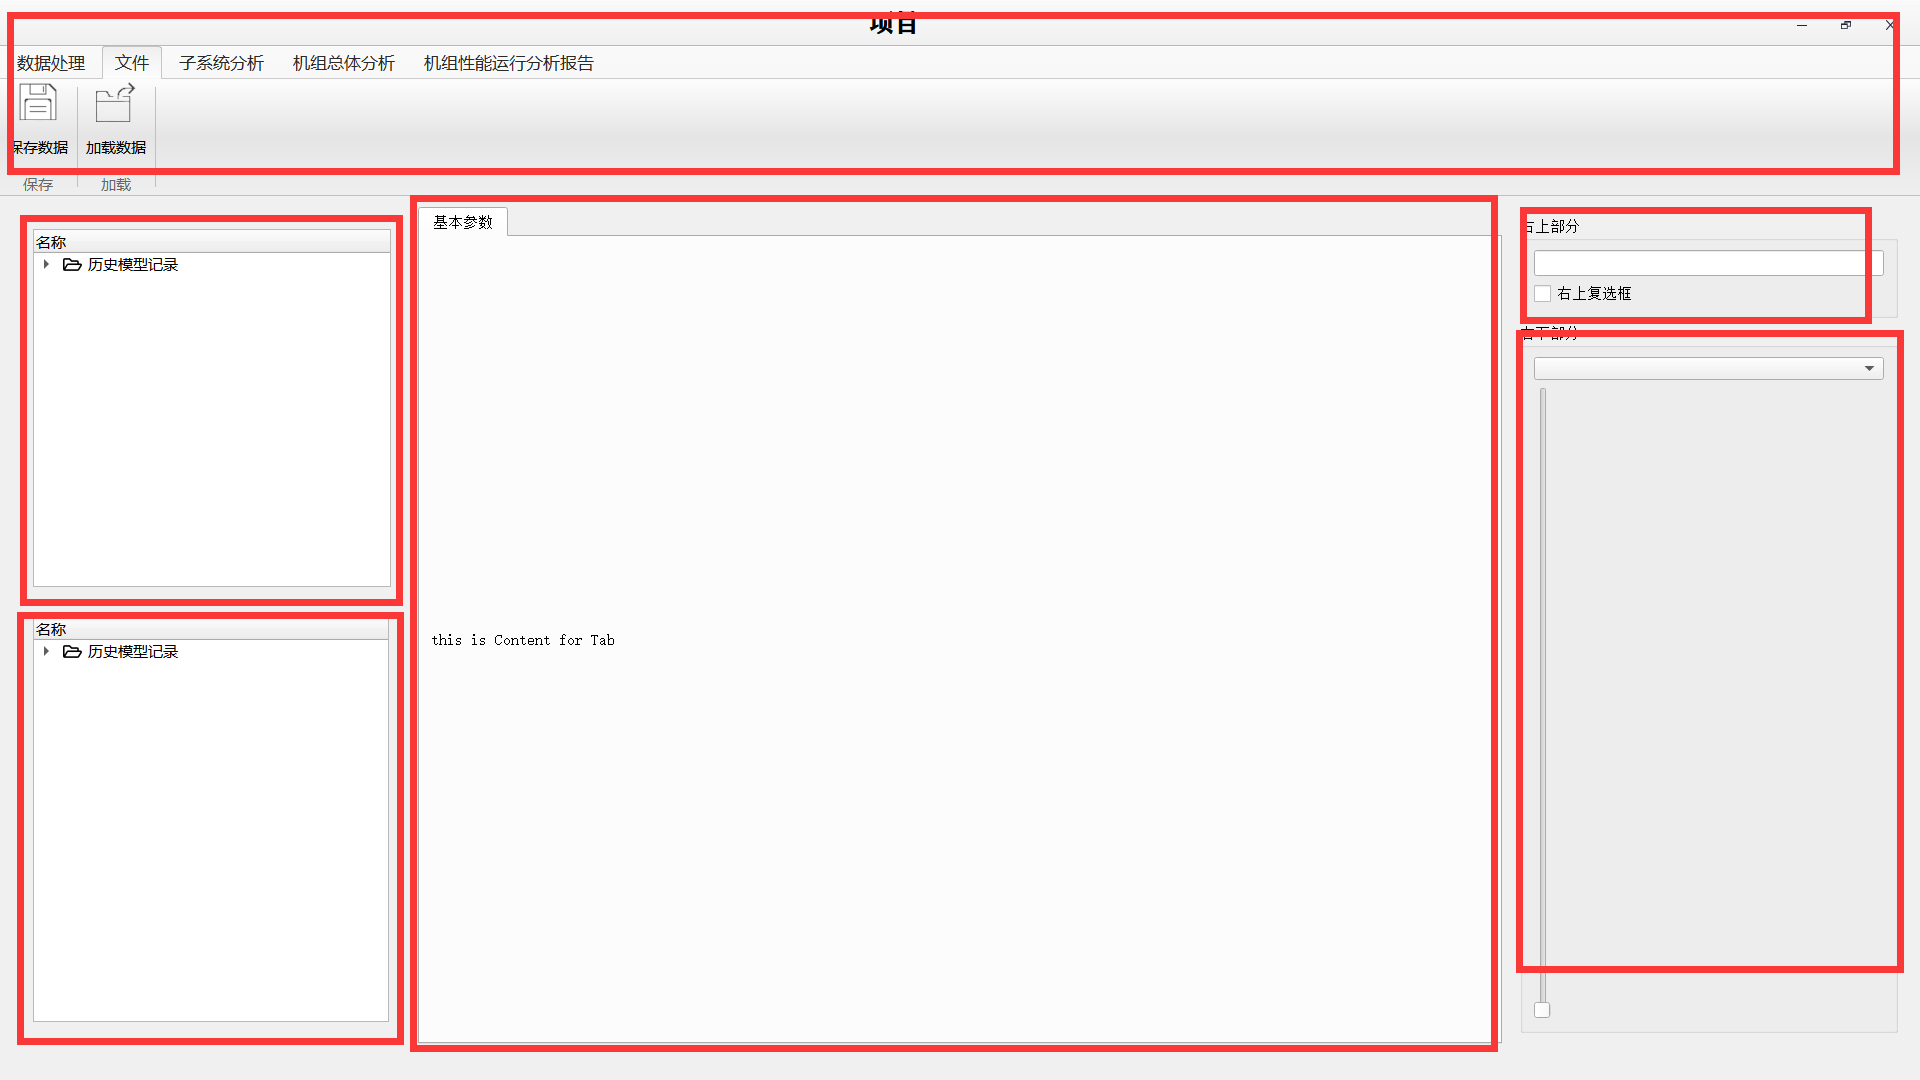 项目
数据处理 文件 子系统分析 机组总体分析 机组性能运行分析报告
保存数据 加载数据
保存 加载
名称
历史模型记录
名称
历史模型记录
基本参数
this is Content for Tab
右上部分
右上复选框
右下部分